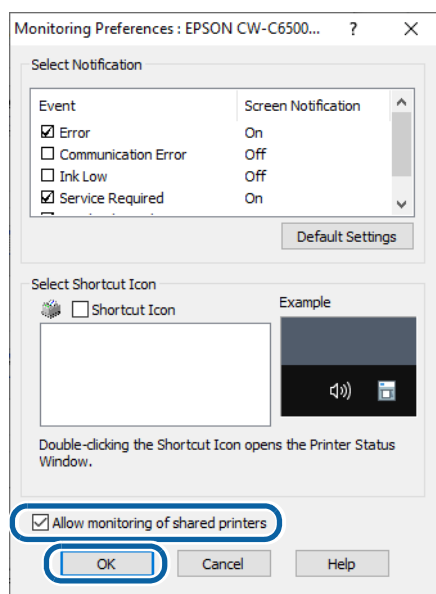 Monitoring Preferences : EPSON CW-C6500... ? ×
Select Notification
Event Screen Notification
Error On
Communication Error Off
Ink Low Off
Service Required On
Default Settings
Select Shortcut Icon
Shortcut Icon
Example
Double-clicking the Shortcut Icon opens the Printer Status
Window.
Allow monitoring of shared printers
OK Cancel Help